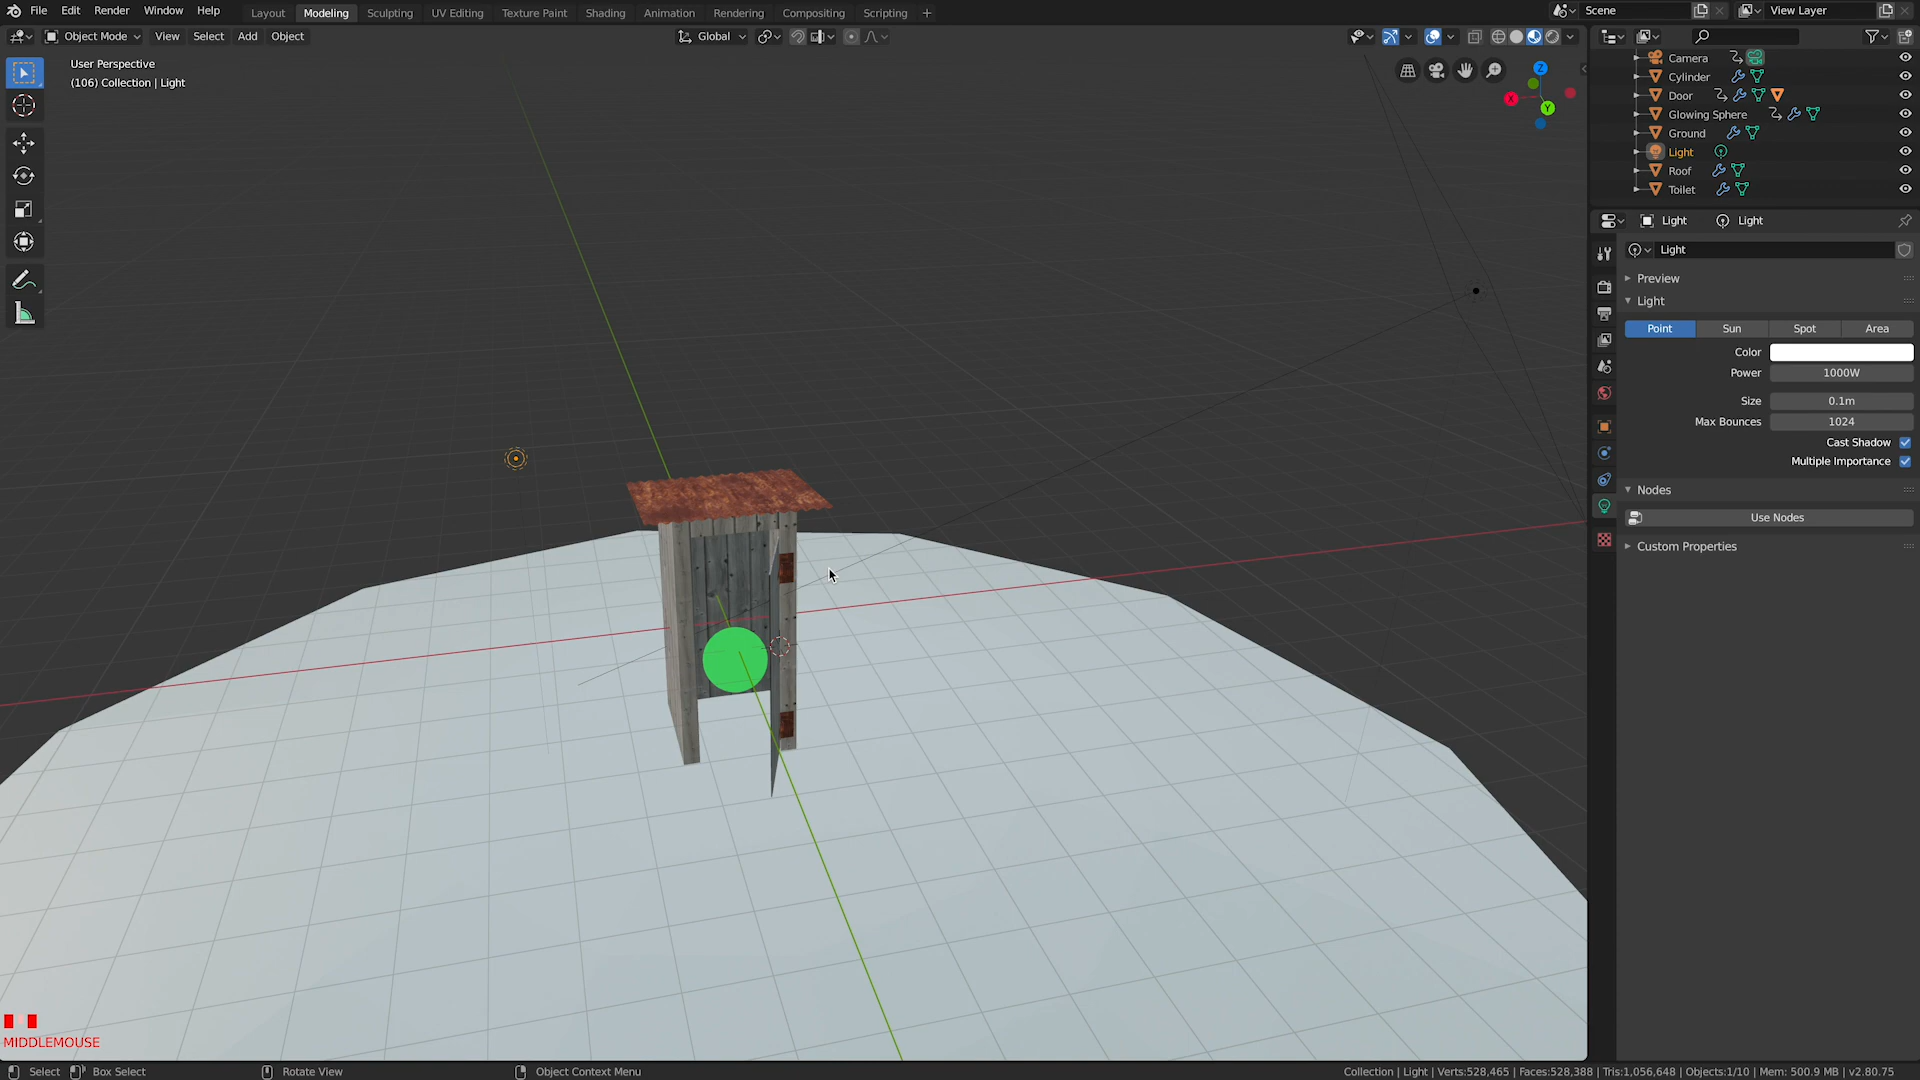 File Edit Render Window Help Layout Modeling Sculpting UV Editing Texture Paint Shading Animation Rendering Compositing Scripting + Scene View Layer
Object Mode View Select Add Object Global
User Perspective
(106) Collection | Light
X
Y
Z
Camera
Cylinder
Door
Glowing Sphere
Ground
Light
Roof
Toilet
Light Light
Light
Preview
Light
Point Sun Spot Area
Color
Power 1000W
Size 0.1m
Max Bounces 1024
Cast Shadow
Multiple Importance
Nodes
Use Nodes
Custom Properties
MIDDLEMOUSE
Select Box Select Rotate View Object Context Menu Collection | Light | Verts:528,465 | Faces:528,388 | Tris:1,056,648 | Objects:1/10 | Mem: 500.9 MB | v2.80.75